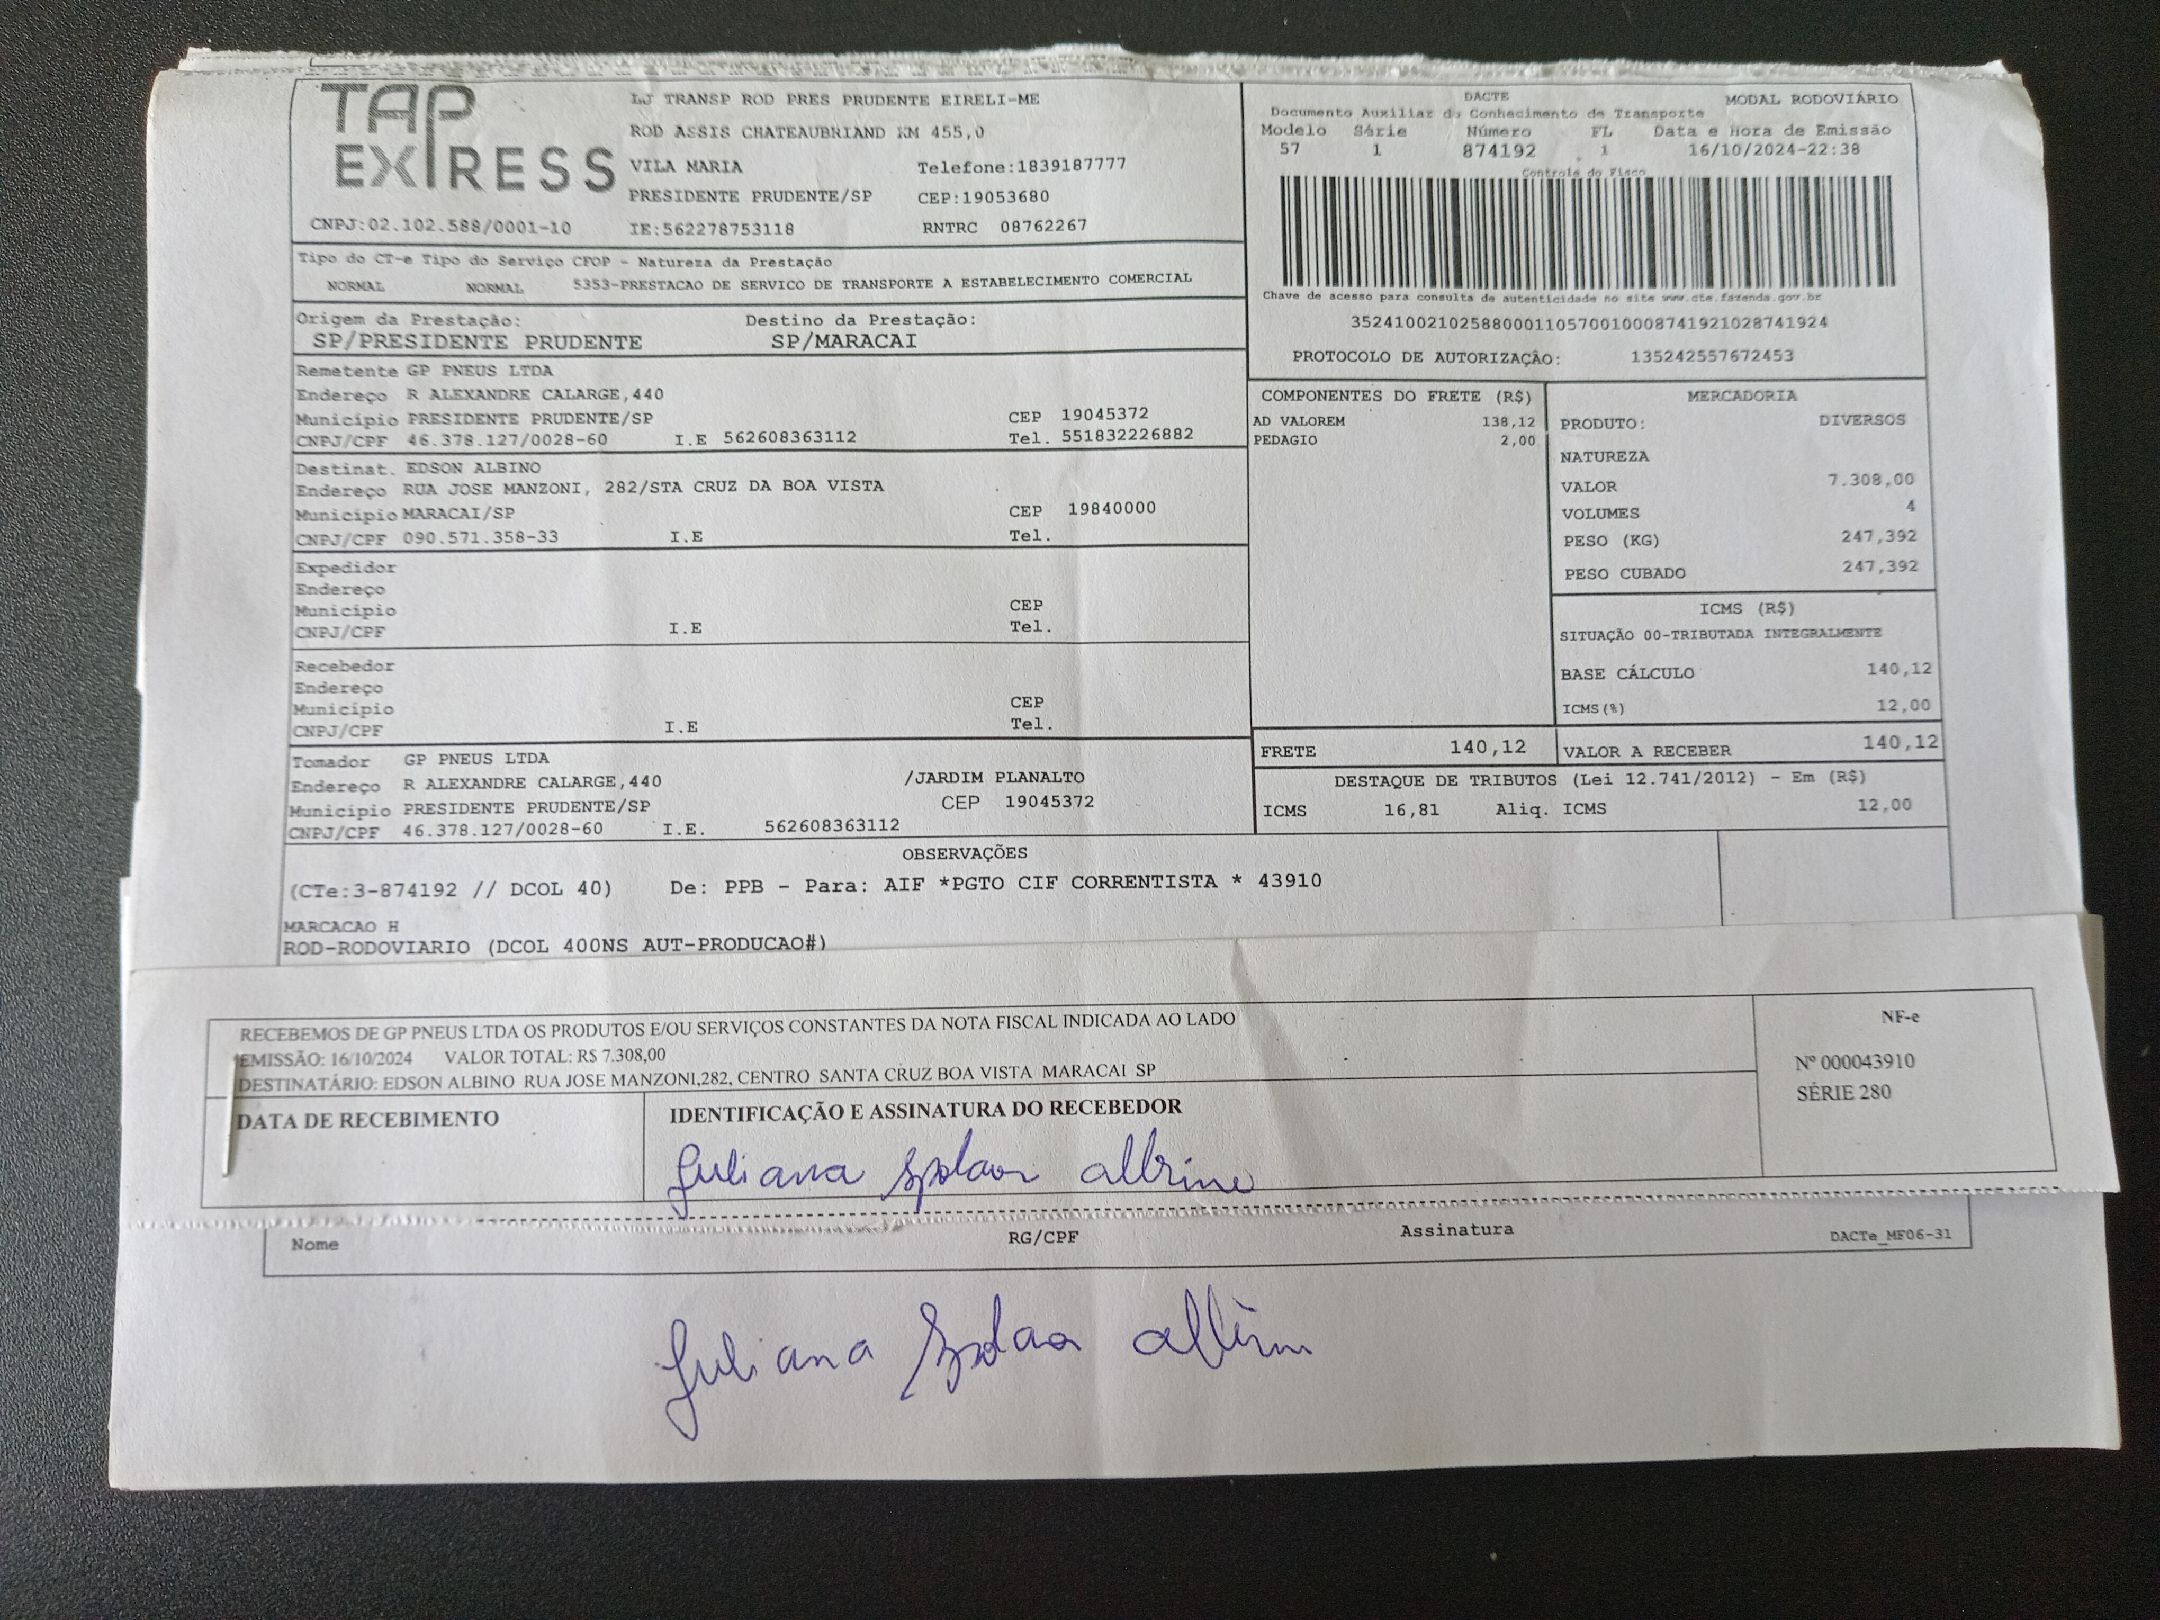 TAP EXPRESS
LJ TRANSP ROD PRES PRUDENTE EIRELI-ME
ROD ASSIS CHATEAUBRIAND KM 455,0
VILA MARIA Telefone:1839187777
PRESIDENTE PRUDENTE/SP CEP:19053680
CNPJ:02.102.588/0001-10 IE:562278753118 RNTRC 08762267
DACTE MODAL RODOVIÁRIO
Documento Auxiliar do Conhecimento de Transporte
Modelo Série Número FL Data e Hora de Emissão
57 1 874192 1 16/10/2024-22:38
Controle do Fisco
Chave de acesso para consulta de autenticidade no site www.cte.fazenda.gov.br
35241002102588000110570010008741921028741924
PROTOCOLO DE AUTORIZAÇÃO: 135242557672453
Tipo do CT-e Tipo do Serviço CFOP - Natureza da Prestação
NORMAL NORMAL 5353-PRESTACAO DE SERVICO DE TRANSPORTE A ESTABELECIMENTO COMERCIAL
Origem da Prestação: Destino da Prestação:
SP/PRESIDENTE PRUDENTE SP/MARACAI
Remetente GP PNEUS LTDA
Endereço R ALEXANDRE CALARGE,440
Município PRESIDENTE PRUDENTE/SP CEP 19045372
CNPJ/CPF 46.378.127/0028-60 I.E 562608363112 Tel. 551832226882
Destinat. EDSON ALBINO
Endereço RUA JOSE MANZONI, 282/STA CRUZ DA BOA VISTA
Município MARACAI/SP CEP 19840000
CNPJ/CPF 090.571.358-33 I.E Tel.
Expedidor
Endereço
Município CEP
CNPJ/CPF I.E Tel.
Recebedor
Endereço
Município CEP
CNPJ/CPF I.E Tel.
Tomador GP PNEUS LTDA
Endereço R ALEXANDRE CALARGE,440 /JARDIM PLANALTO
Município PRESIDENTE PRUDENTE/SP CEP 19045372
CNPJ/CPF 46.378.127/0028-60 I.E. 562608363112
COMPONENTES DO FRETE (R$)
AD VALOREM 138,12
PEDAGIO 2,00
MERCADORIA
PRODUTO: DIVERSOS
NATUREZA
VALOR 7.308,00
VOLUMES 4
PESO (KG) 247,392
PESO CUBADO 247,392
ICMS (R$)
SITUAÇÃO 00-TRIBUTADA INTEGRALMENTE
BASE CÁLCULO 140,12
ICMS(%) 12,00
FRETE 140,12 VALOR A RECEBER 140,12
DESTAQUE DE TRIBUTOS (Lei 12.741/2012) - Em (R$)
ICMS 16,81 Aliq. ICMS 12,00
OBSERVAÇÕES
(CTe:3-874192 // DCOL 40) De: PPB - Para: AIF *PGTO CIF CORRENTISTA * 43910
MARCACAO H
ROD-RODOVIARIO (DCOL 400NS AUT-PRODUCAO#)
RECEBEMOS DE GP PNEUS LTDA OS PRODUTOS E/OU SERVIÇOS CONSTANTES DA NOTA FISCAL INDICADA AO LADO
EMISSÃO: 16/10/2024 VALOR TOTAL: R$ 7.308,00
DESTINATÁRIO: EDSON ALBINO RUA JOSE MANZONI,282, CENTRO SANTA CRUZ BOA VISTA MARACAI SP
NF-e
Nº 000043910
SÉRIE 280
DATA DE RECEBIMENTO IDENTIFICAÇÃO E ASSINATURA DO RECEBEDOR
Juliana
Nome RG/CPF Assinatura DACTe_MF06-31
Juliana